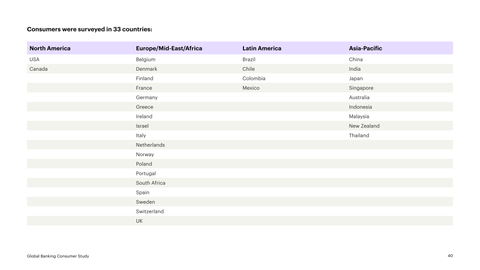 Consumers were surveyed in 33 countries:
North America Europe/Mid-East/Africa Latin America Asia-Pacific
USA Belgium Brazil China
Canada Denmark Chile India
Finland Colombia Japan
France Mexico Singapore
Germany Australia
Greece Indonesia
Ireland Malaysia
Israel New Zealand
Italy Thailand
Netherlands
Norway
Poland
Portugal
South Africa
Spain
Sweden
Switzerland
UK
Global Banking Consumer Study 40